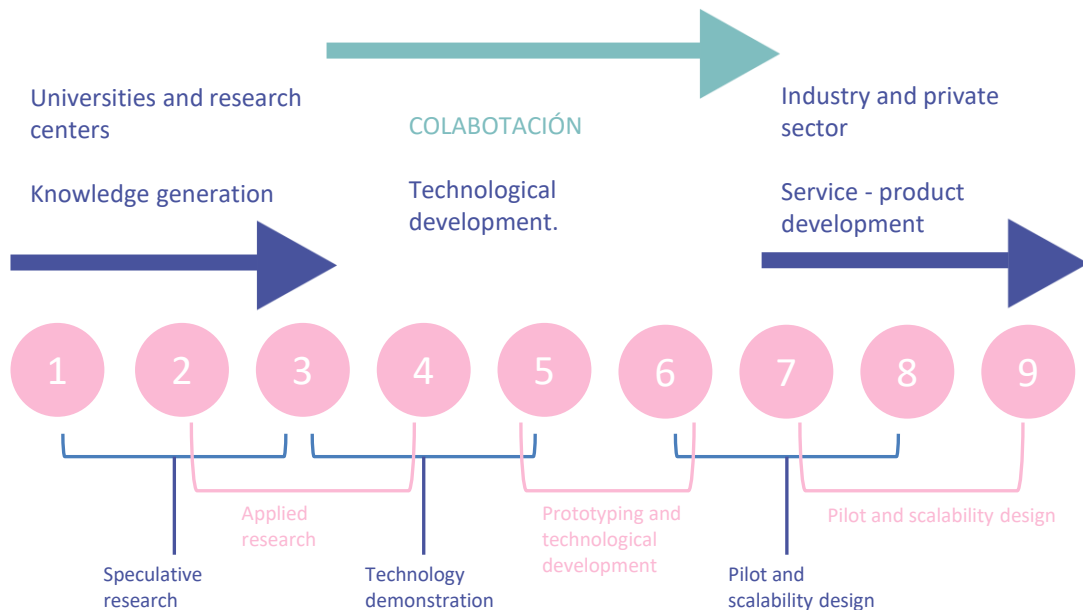 Universities and research
centers
Knowledge generation
COLABOTACIÓN
Technological
development.
Industry and private
sector
Service - product
development
1 2 3 4 5 6 7 8 9
Applied
research
Prototyping and
technological
development
Pilot and scalability design
Speculative
research
Technology
demonstration
Pilot and
scalability design